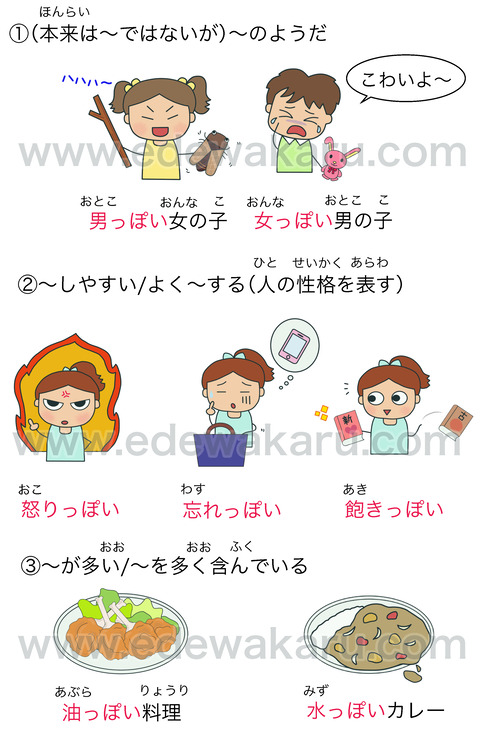 ほんらい
①(本来は〜ではないが)〜のようだ
ハハハ〜
こわいよ〜
www.edewakaru.com
おとこ おんな こ おんな おとこ こ
男っぽい女の子 女っぽい男の子
ひと せいかく あらわ
②〜しやすい/よく〜する(人の性格を表す)
新 古
www.edewakaru.com
おこ わす あき
怒りっぽい 忘れっぽい 飽きっぽい
おお おお ふく
③〜が多い/〜を多く含んでいる
www.edewakaru.com
あぶら りょうり みず
油っぽい料理 水っぽいカレー